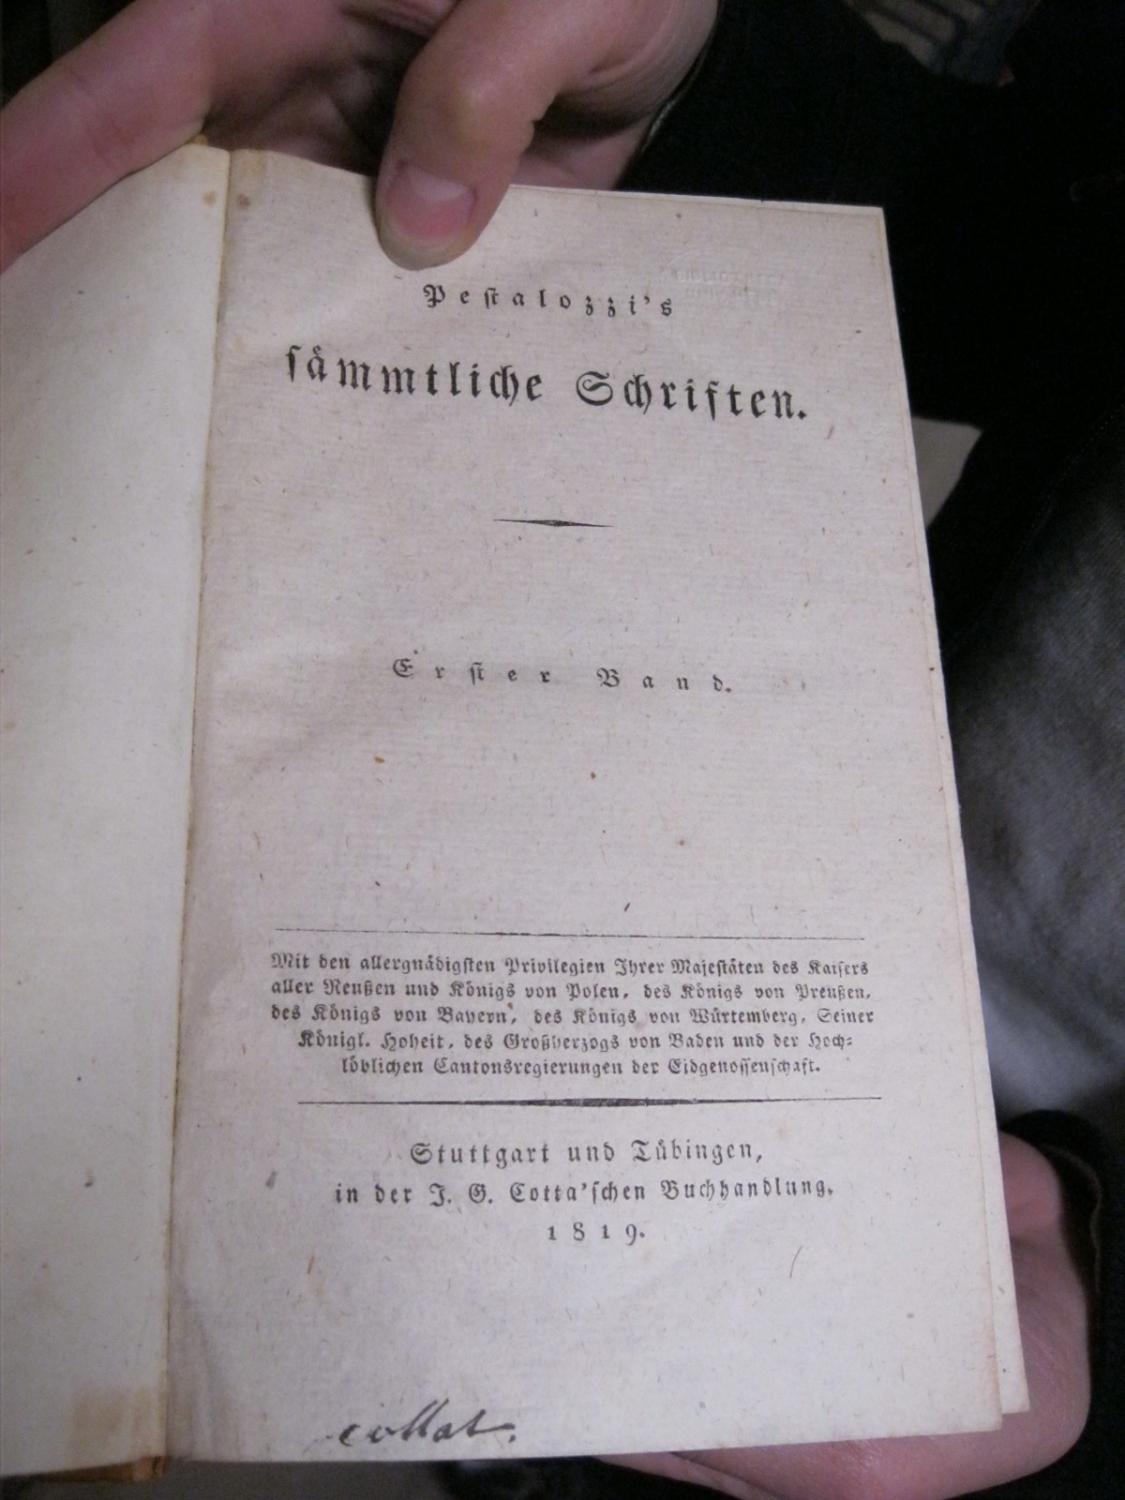 Pestalozzi's
sämmtliche Schriften.
Erster Band.
Mit den allergnädigsten Privilegien Ihrer Majestäten des Kaisers
aller Reußen und Königs von Polen, des Königs von Preußen,
des Königs von Bayern, des Königs von Würtemberg, Seiner
Königl. Hoheit, des Großherzogs von Baden und der Hoch-
löblichen Cantonsregierungen der Eidgenossenschaft.
Stuttgart und Tübingen,
in der J. G. Cotta'schen Buchhandlung.
1819.
collat.